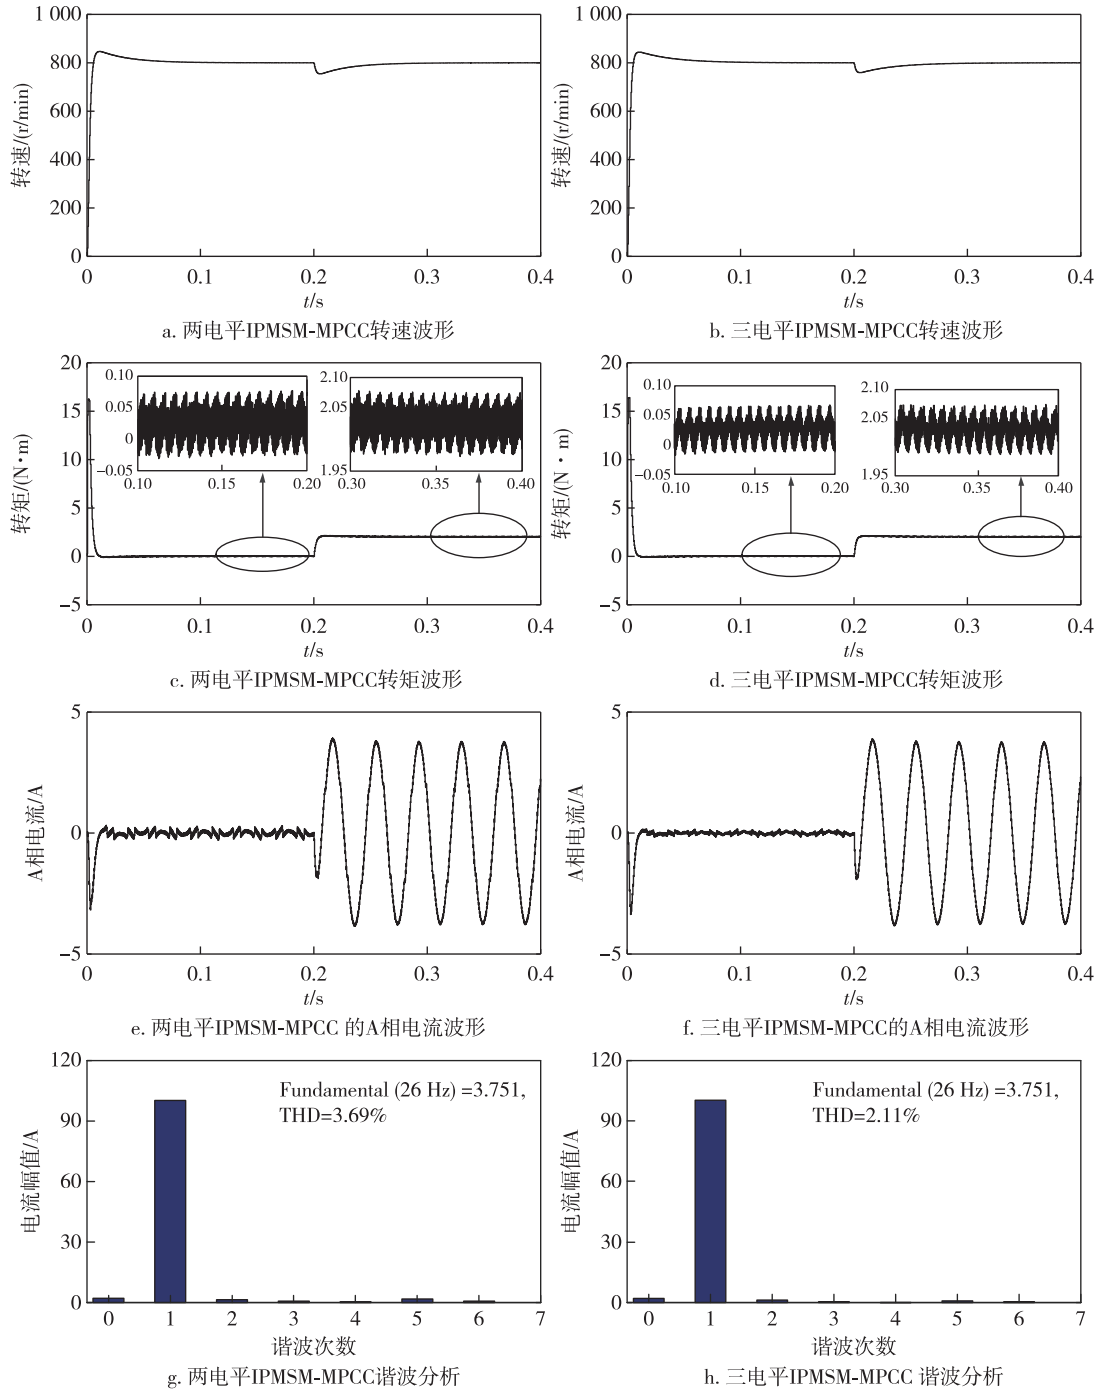 1 000
800
600
400
200
0
转速/(r/min)
0 0.1 0.2 0.3 0.4
t/s
a. 两电平IPMSM-MPCC转速波形
1 000
800
600
400
200
0
转速/(r/min)
0 0.1 0.2 0.3 0.4
t/s
b. 三电平IPMSM-MPCC转速波形
20
15
10
5
0
−5
转矩/(N·m)
0.10
0.05
0
−0.05
0.10 0.15 0.20
2.10
2.05
2.00
1.95
0.30 0.35 0.40
0 0.1 0.2 0.3 0.4
t/s
c. 两电平IPMSM-MPCC转矩波形
20
15
10
5
0
−5
转矩/(N·m)
0.10
0.05
0
−0.05
0.10 0.15 0.20
2.10
2.05
2.00
1.95
0.30 0.35 0.40
0 0.1 0.2 0.3 0.4
t/s
d. 三电平IPMSM-MPCC转矩波形
5
0
−5
A相电流/A
0 0.1 0.2 0.3 0.4
t/s
e. 两电平IPMSM-MPCC 的A相电流波形
5
0
−5
A相电流/A
0 0.1 0.2 0.3 0.4
t/s
f. 三电平IPMSM-MPCC的A相电流波形
120
90
60
30
0
电流幅值/A
Fundamental (26 Hz) =3.751,
THD=3.69%
0 1 2 3 4 5 6 7
谐波次数
g. 两电平IPMSM-MPCC谐波分析
120
90
60
30
0
电流幅值/A
Fundamental (26 Hz) =3.751,
THD=2.11%
0 1 2 3 4 5 6 7
谐波次数
h. 三电平IPMSM-MPCC 谐波分析